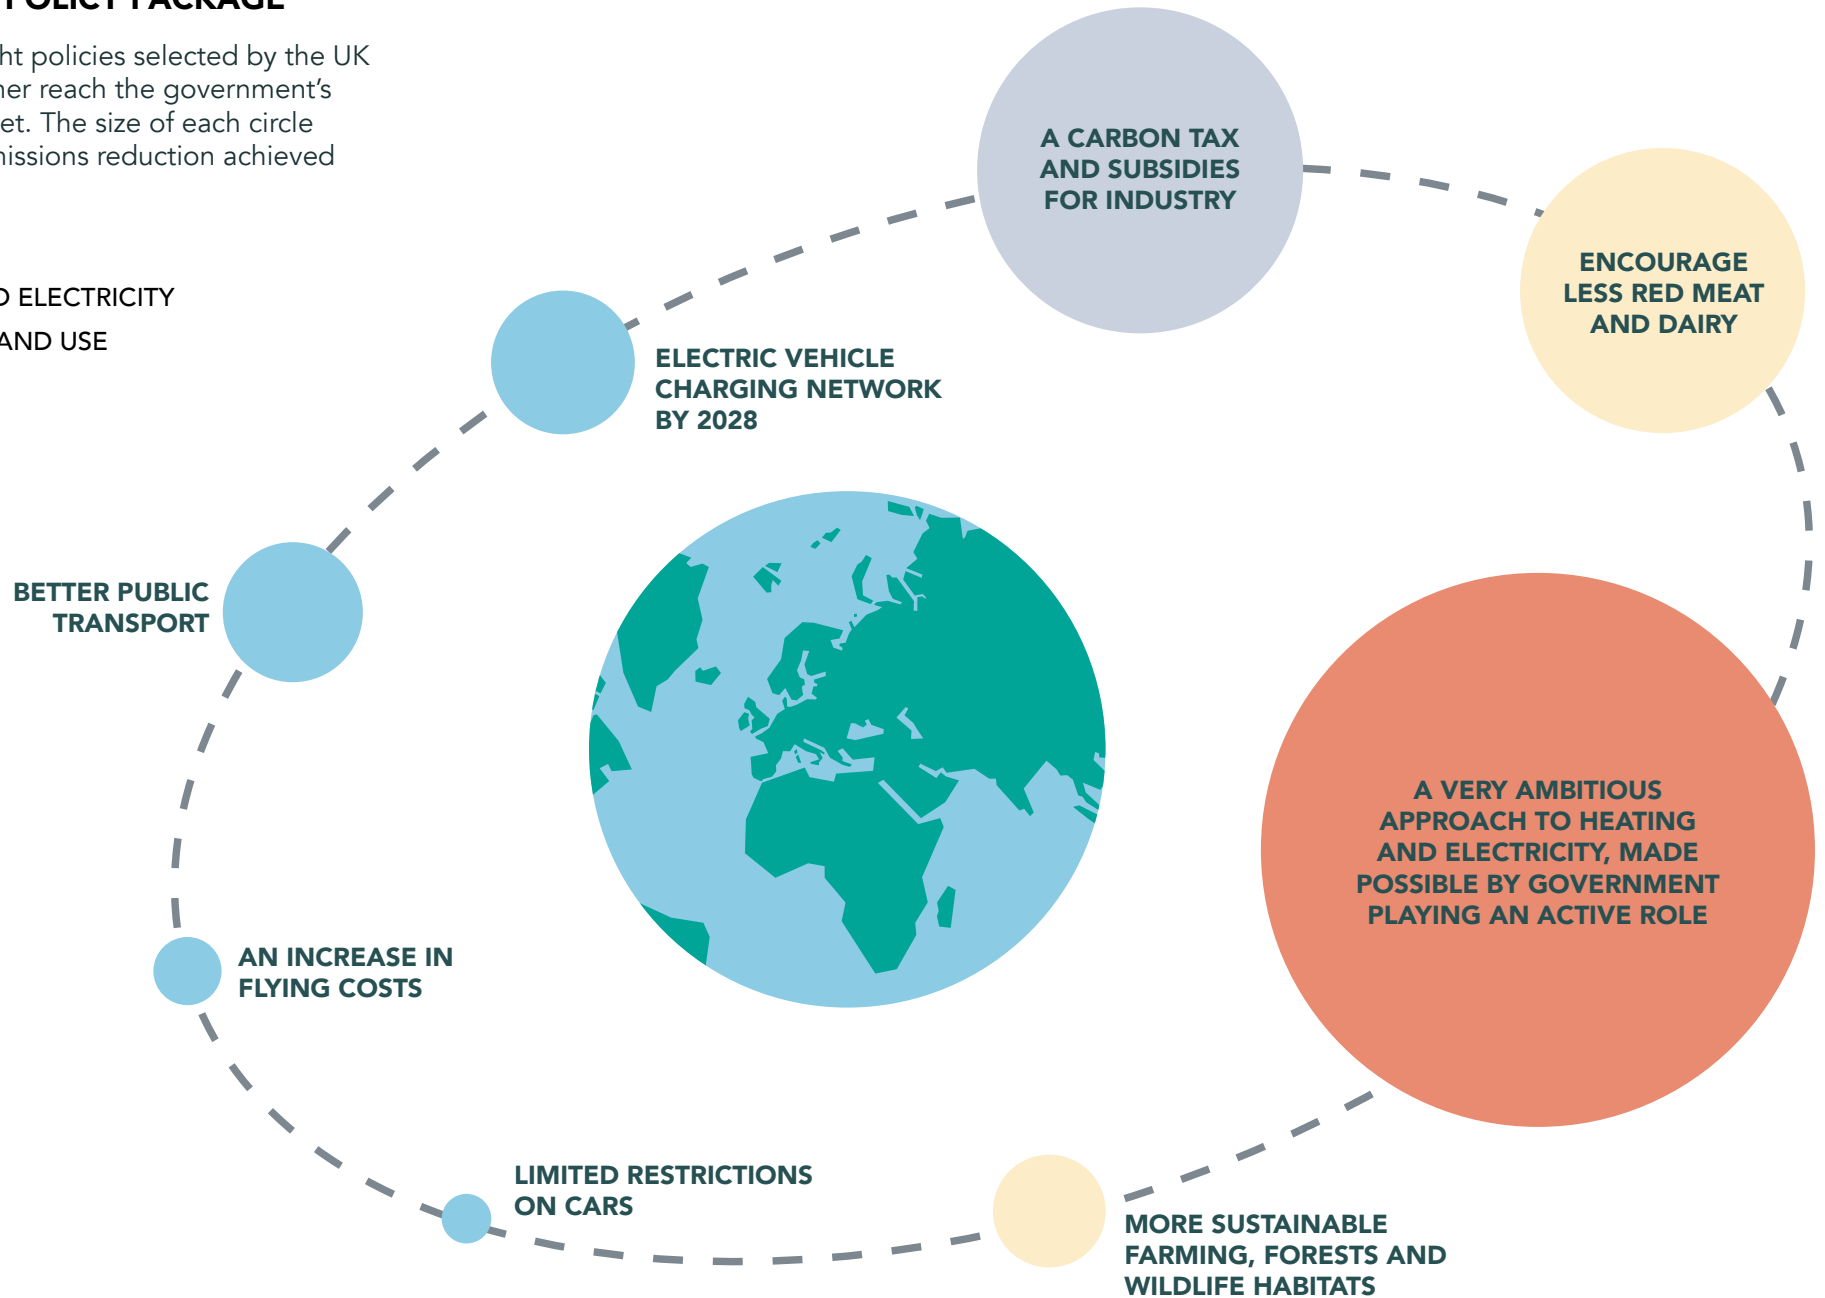 POLICY PACKAGE
ht policies selected by the UK
her reach the government's
et. The size of each circle
missions reduction achieved
ELECTRICITY
AND USE
A CARBON TAX
AND SUBSIDIES
FOR INDUSTRY
ENCOURAGE
LESS RED MEAT
AND DAIRY
ELECTRIC VEHICLE
CHARGING NETWORK
BY 2028
BETTER PUBLIC
TRANSPORT
A VERY AMBITIOUS
APPROACH TO HEATING
AND ELECTRICITY, MADE
POSSIBLE BY GOVERNMENT
PLAYING AN ACTIVE ROLE
AN INCREASE IN
FLYING COSTS
LIMITED RESTRICTIONS
ON CARS
MORE SUSTAINABLE
FARMING, FORESTS AND
WILDLIFE HABITATS